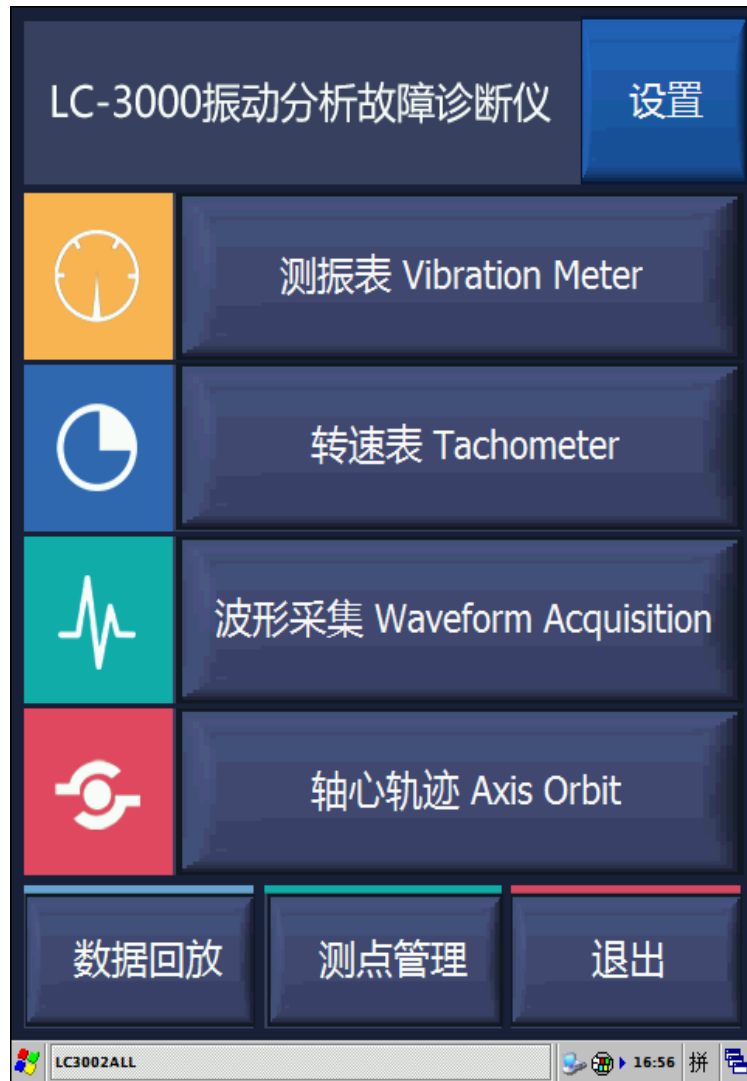 LC-3000振动分析故障诊断仪
设置
测振表 Vibration Meter
转速表 Tachometer
波形采集 Waveform Acquisition
轴心轨迹 Axis Orbit
数据回放
测点管理
退出
LC3002ALL
16:56
拼